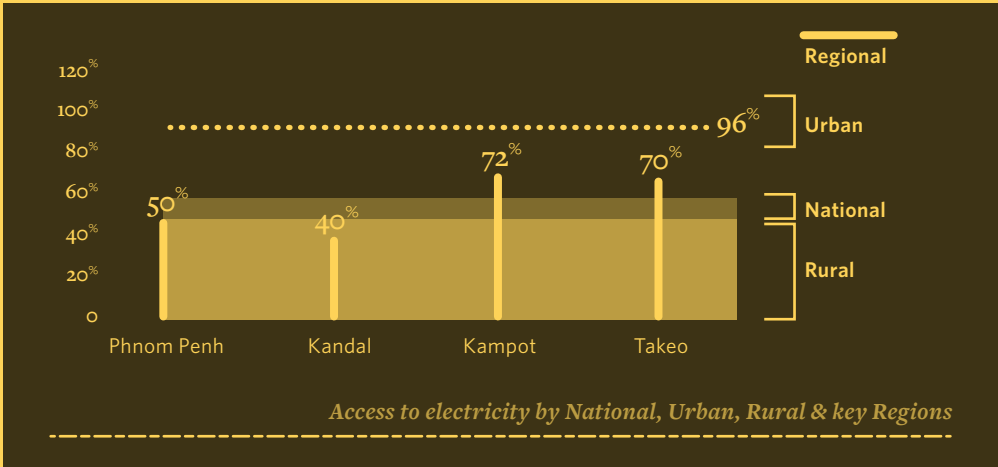 Regional
120%
100%
96%
Urban
80%
72%
70%
60%
50%
National
40%
40%
Rural
20%
0
Phnom Penh Kandal Kampot Takeo
Access to electricity by National, Urban, Rural & key Regions